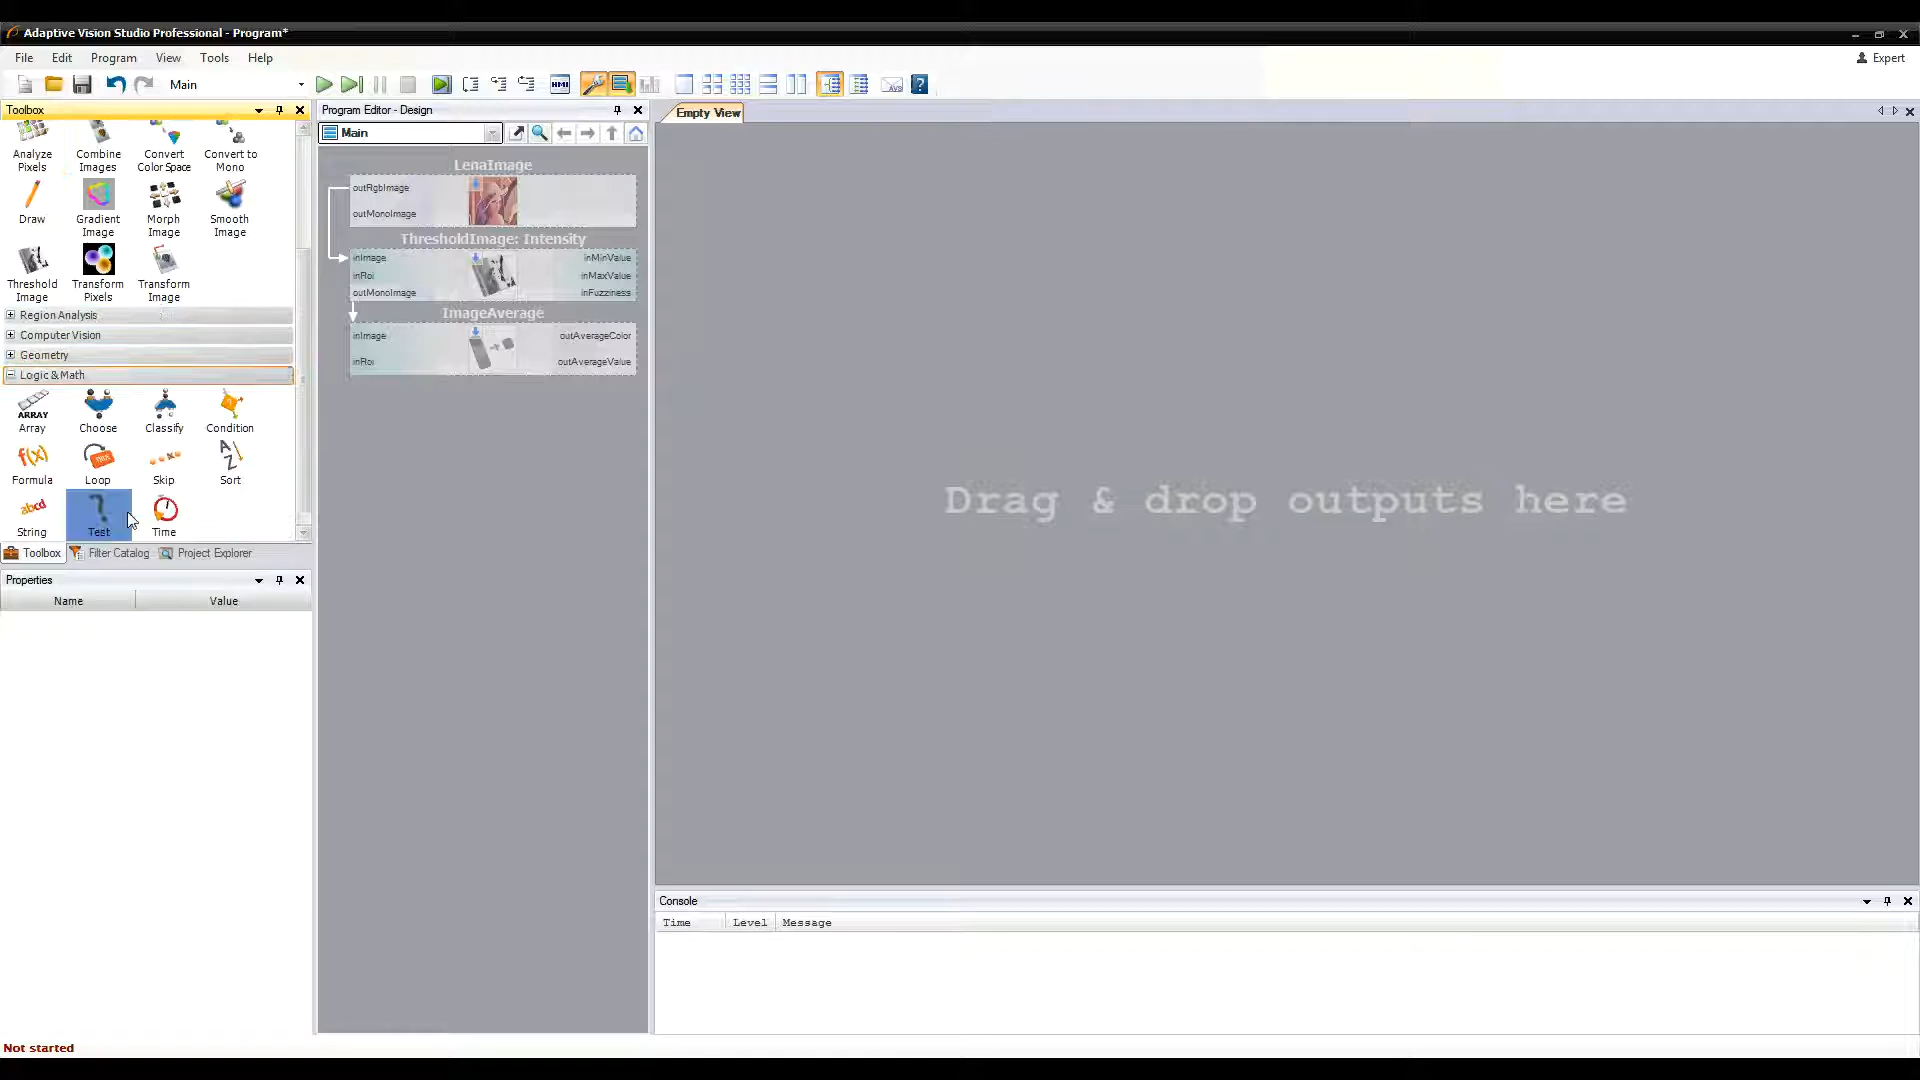 Adaptive Vision Studio Professional - Program*
File Edit Program View Tools Help
Expert
Main
HMI
AVS
Toolbox
Analyze Pixels
Combine Images
Convert Color Space
Convert to Mono
Draw
Gradient Image
Morph Image
Smooth Image
Threshold Image
Transform Pixels
Transform Image
Region Analysis
Computer Vision
Geometry
Logic & Math
ARRAY
Array
Choose
Classify
Condition
f(x)
Formula
Loop
Skip
A
Z
Sort
abcd
String
Test
Time
Toolbox Filter Catalog Project Explorer
Properties
Name Value
Program Editor - Design
Main
LenaImage
outRgbImage
outMonoImage
ThresholdImage: Intensity
inImage inMinValue
inRoi inMaxValue
outMonoImage inFuzziness
ImageAverage
inImage outAverageColor
inRoi outAverageValue
Empty View
Drag & drop outputs here
Console
Time Level Message
Not started